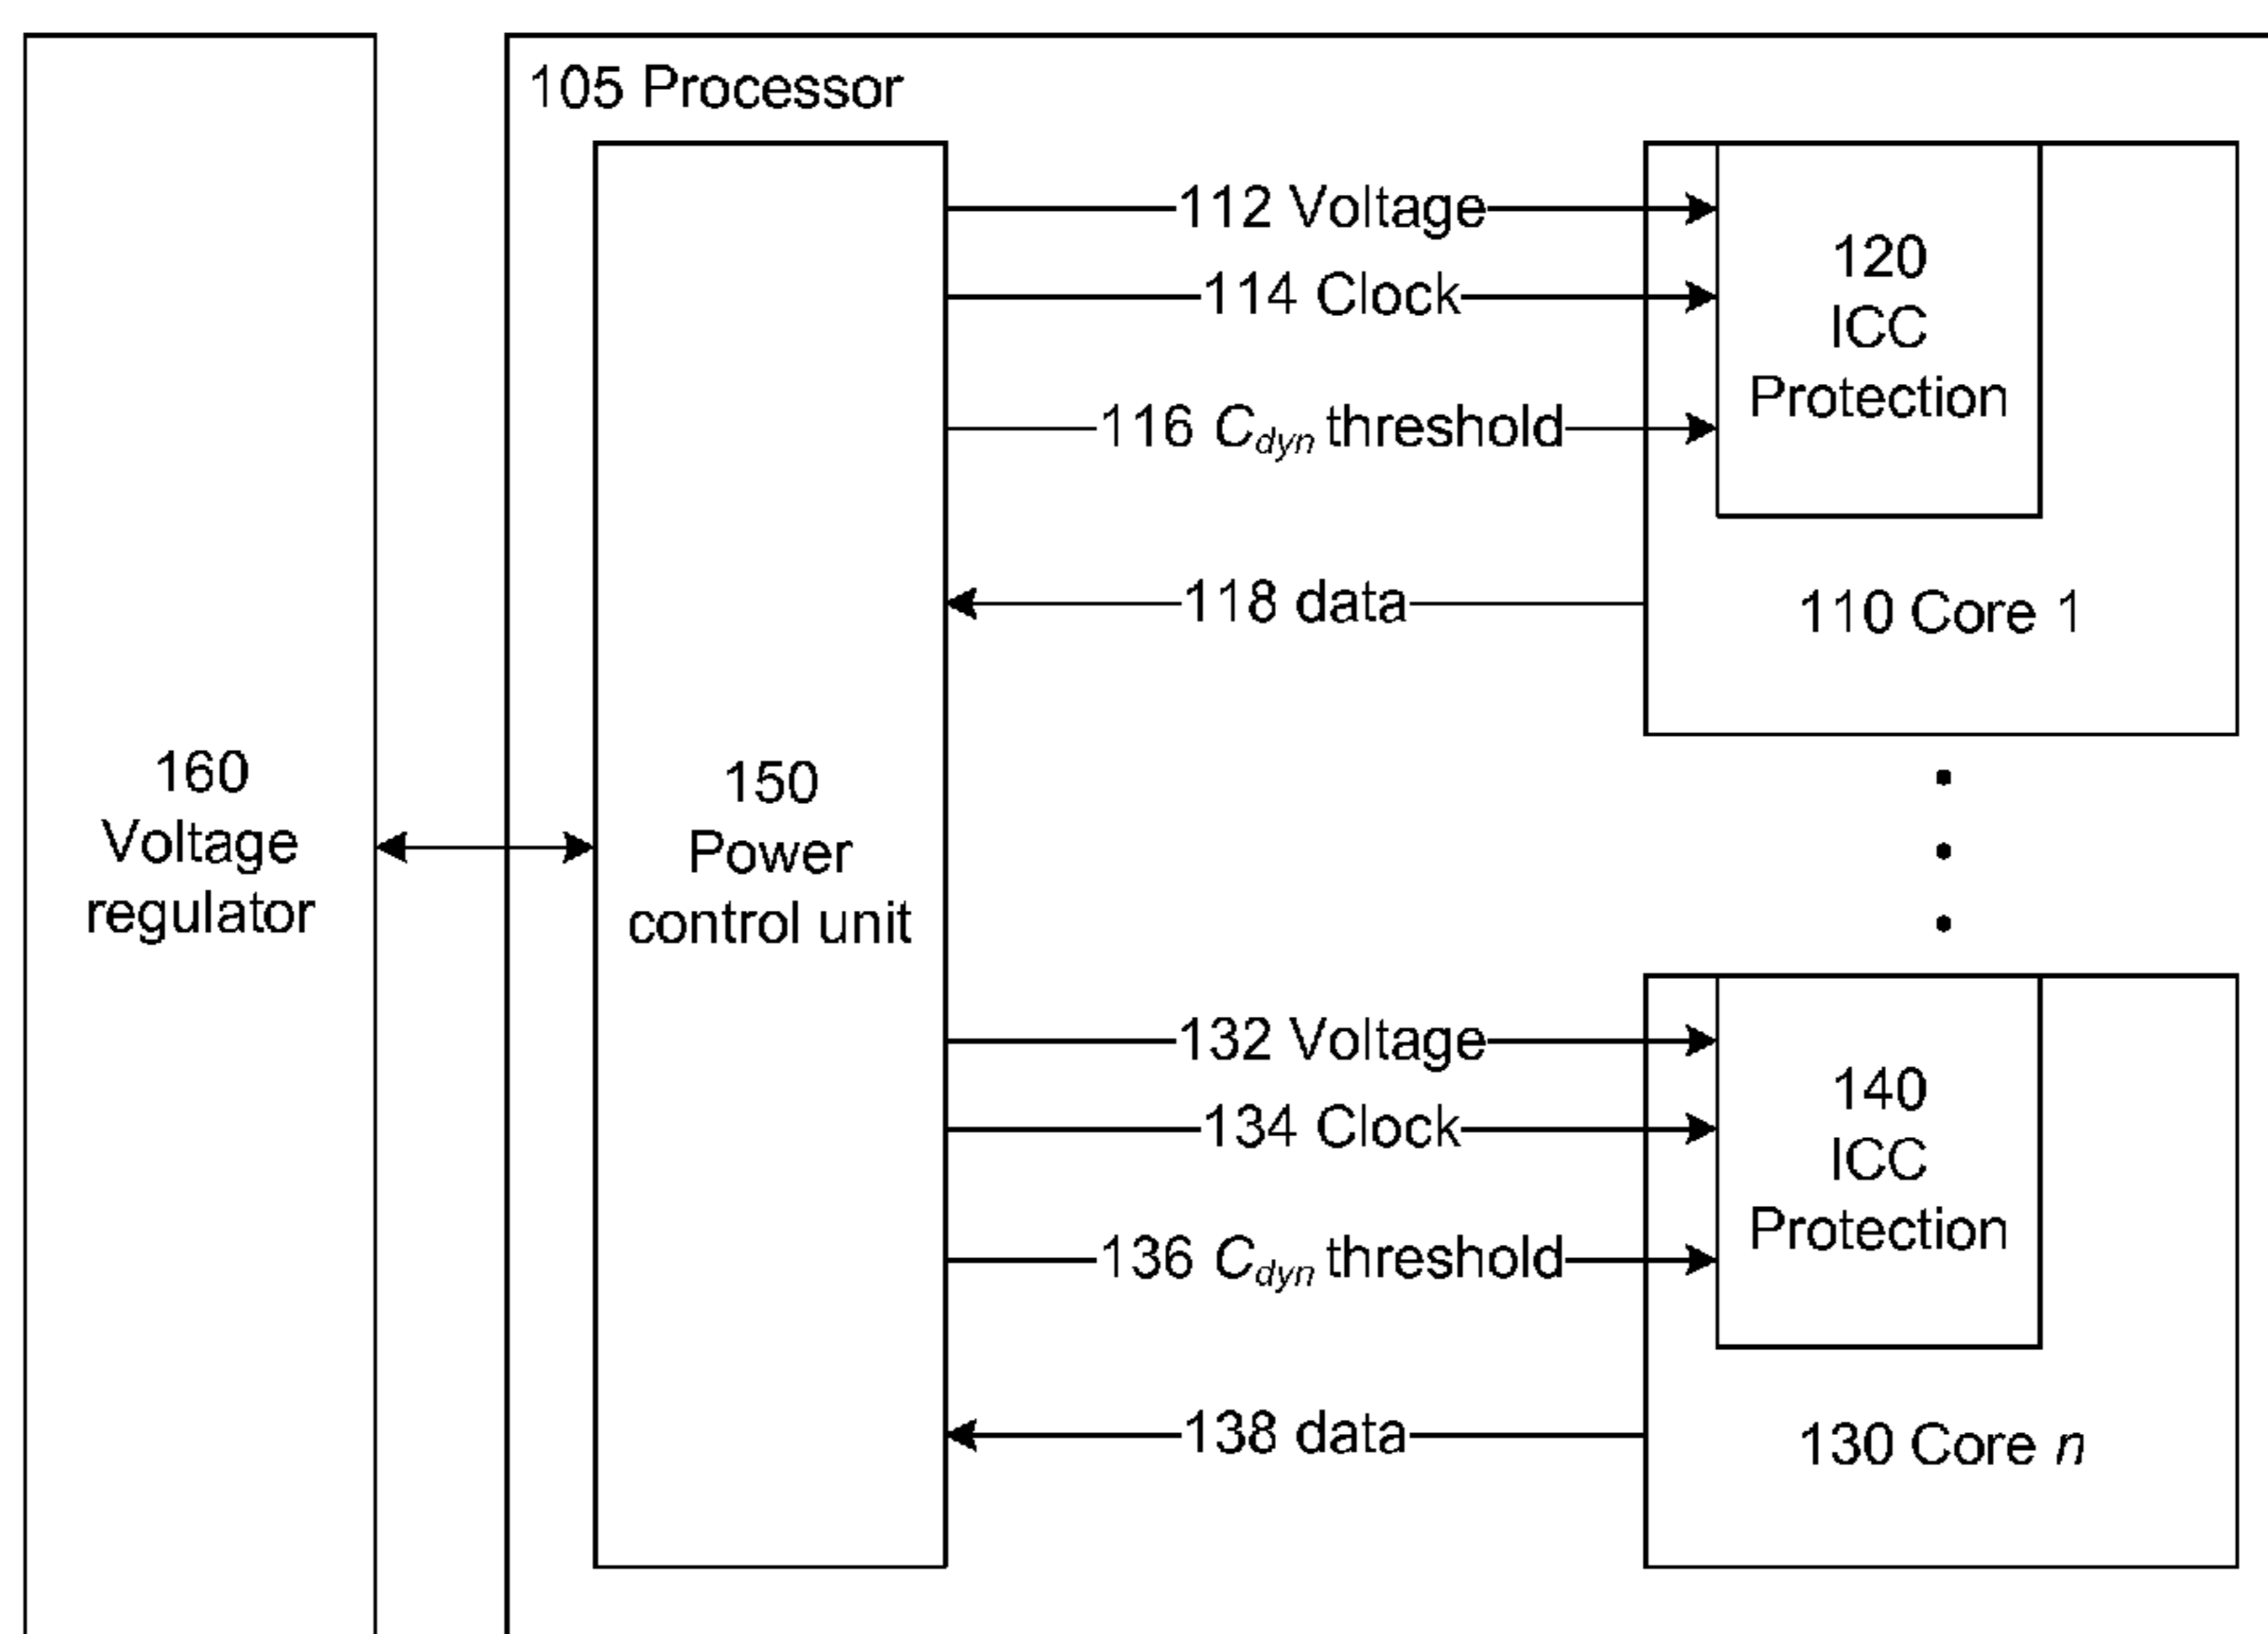 105 Processor
112 Voltage
114 Clock
116 Cdyn threshold
118 data
120
ICC
Protection
110 Core 1
160
Voltage
regulator
150
Power
control unit
132 Voltage
134 Clock
136 Cdyn threshold
138 data
140
ICC
Protection
130 Core n